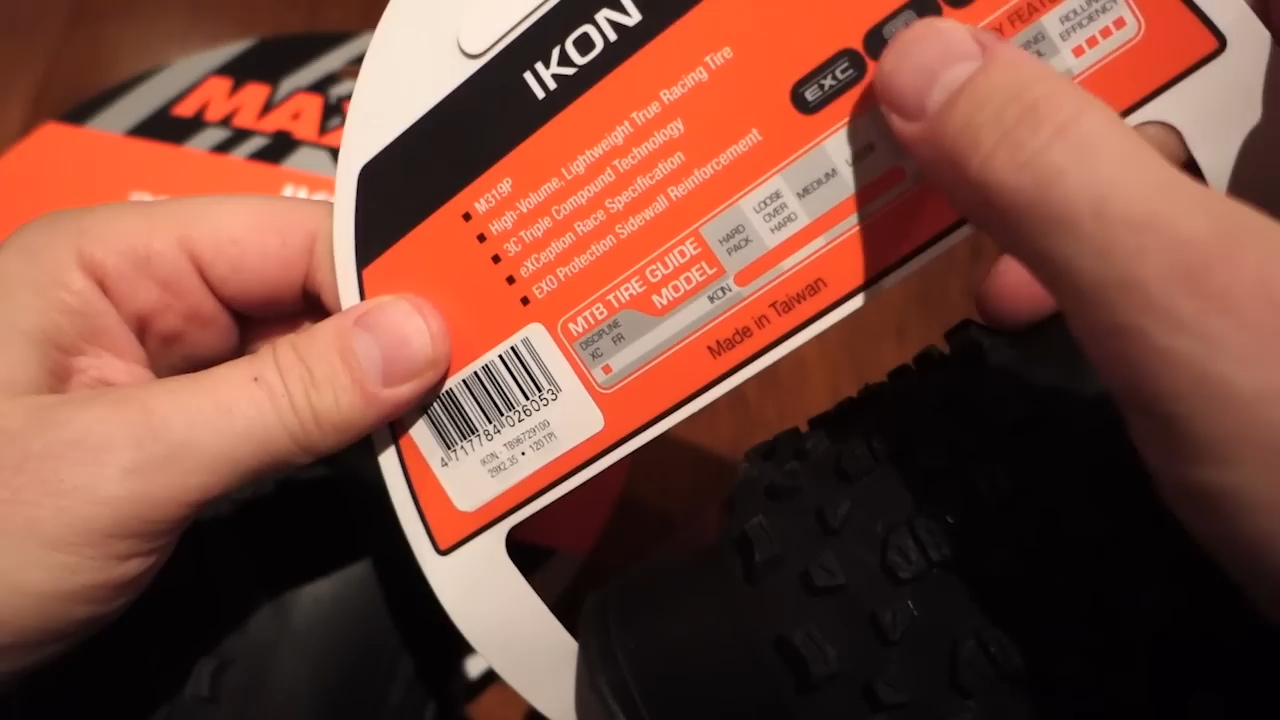 MAX
IKON
M319P
High-Volume, Lightweight True Racing Tire
3C Triple Compound Technology
eXCeption Race Specification
EXO Protection Sidewall Reinforcement
EXC
ROLLING
EFFICIENCY
MTB TIRE GUIDE
MODEL
HARD
PACK
LOOSE
OVER
HARD
MEDIUM
DISCIPLINE
XC FR
IKON
Made in Taiwan
4 717784 026053
IKON - TB96729100
29X2.35 • 120TPI